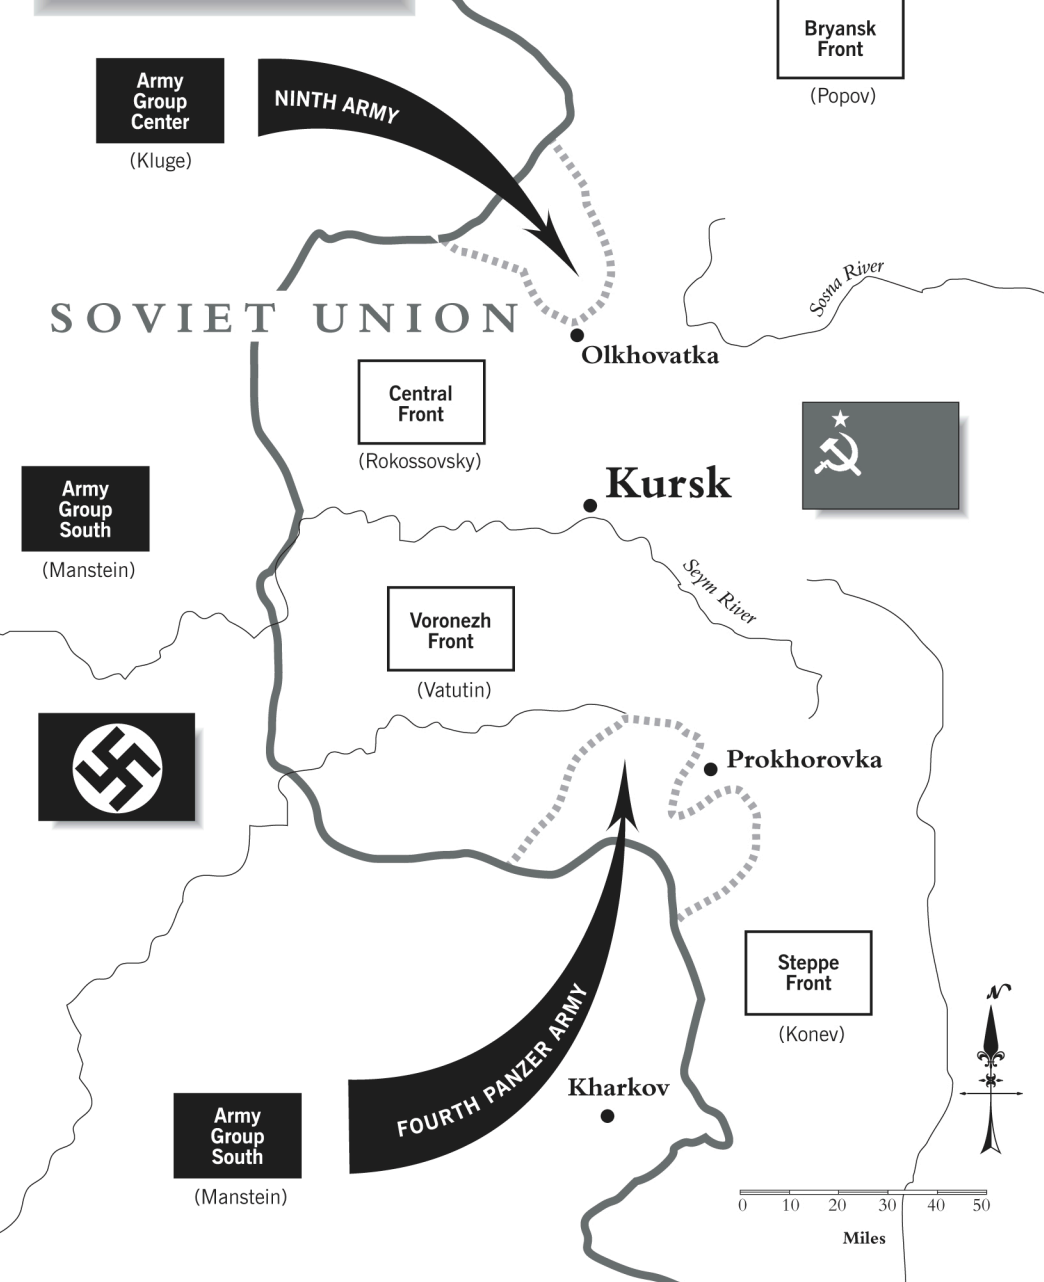 Bryansk
Front
(Popov)
Army
Group
Center
(Kluge)
NINTH ARMY
Sosna River
SOVIET UNION
Olkhovatka
Central
Front
(Rokossovsky)
Kursk
Army
Group
South
(Manstein)
Seym River
Voronezh
Front
(Vatutin)
Prokhorovka
Steppe
Front
(Konev)
N
FOURTH PANZER ARMY
Kharkov
Army
Group
South
(Manstein)
0 10 20 30 40 50
Miles